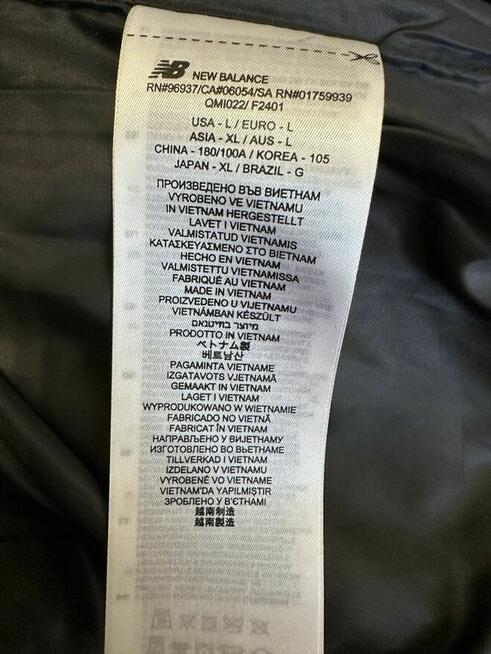 NB NEW BALANCE
RN#96937/CA#06054/SA RN#01759939
QMI022/ F2401
USA - L / EURO - L
ASIA - XL / AUS - L
CHINA - 180/100A / KOREA - 105
JAPAN - XL / BRAZIL - G
ПРОИЗВЕДЕНО ВЪВ ВИЕТНАМ
VYROBENO VE VIETNAMU
IN VIETNAM HERGESTELLT
LAVET I VIETNAM
VALMISTATUD VIETNAMIS
ΚΑΤΑΣΚΕΥΑΣΜΕΝΟ ΣΤΟ ΒΙΕΤΝΑΜ
HECHO EN VIETNAM
VALMISTETTU VIETNAMISSA
FABRIQUÉ AU VIETNAM
MADE IN VIETNAM
PROIZVEDENO U VIJETNAMU
VIETNÁMBAN KÉSZÜLT
מיוצר בוייטנאם
PRODOTTO IN VIETNAM
ベトナム製
베트남산
PAGAMINTA VIETNAME
IZGATAVOTS VJETNAMĀ
GEMAAKT IN VIETNAM
LAGET I VIETNAM
WYPRODUKOWANO W WIETNAMIE
FABRICADO NO VIETNÃ
FABRICAT ÎN VIETNAM
НАПРАВЉЕНО У ВИЈЕТНАМУ
ИЗГОТОВЛЕНО ВО ВЬЕТНАМЕ
TILLVERKAD I VIETNAM
IZDELANO V VIETNAMU
VYROBENÉ VO VIETNAME
VIETNAM'DA YAPILMIŞTIR
ЗРОБЛЕНО У В'ЄТНАМІ
越南制造
越南製造